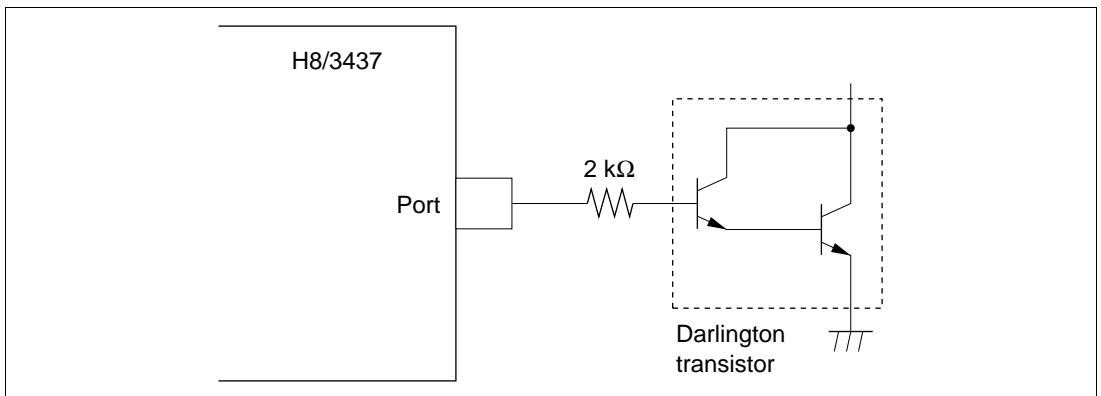 H8/3437
Port
2 kΩ
Darlington
transistor